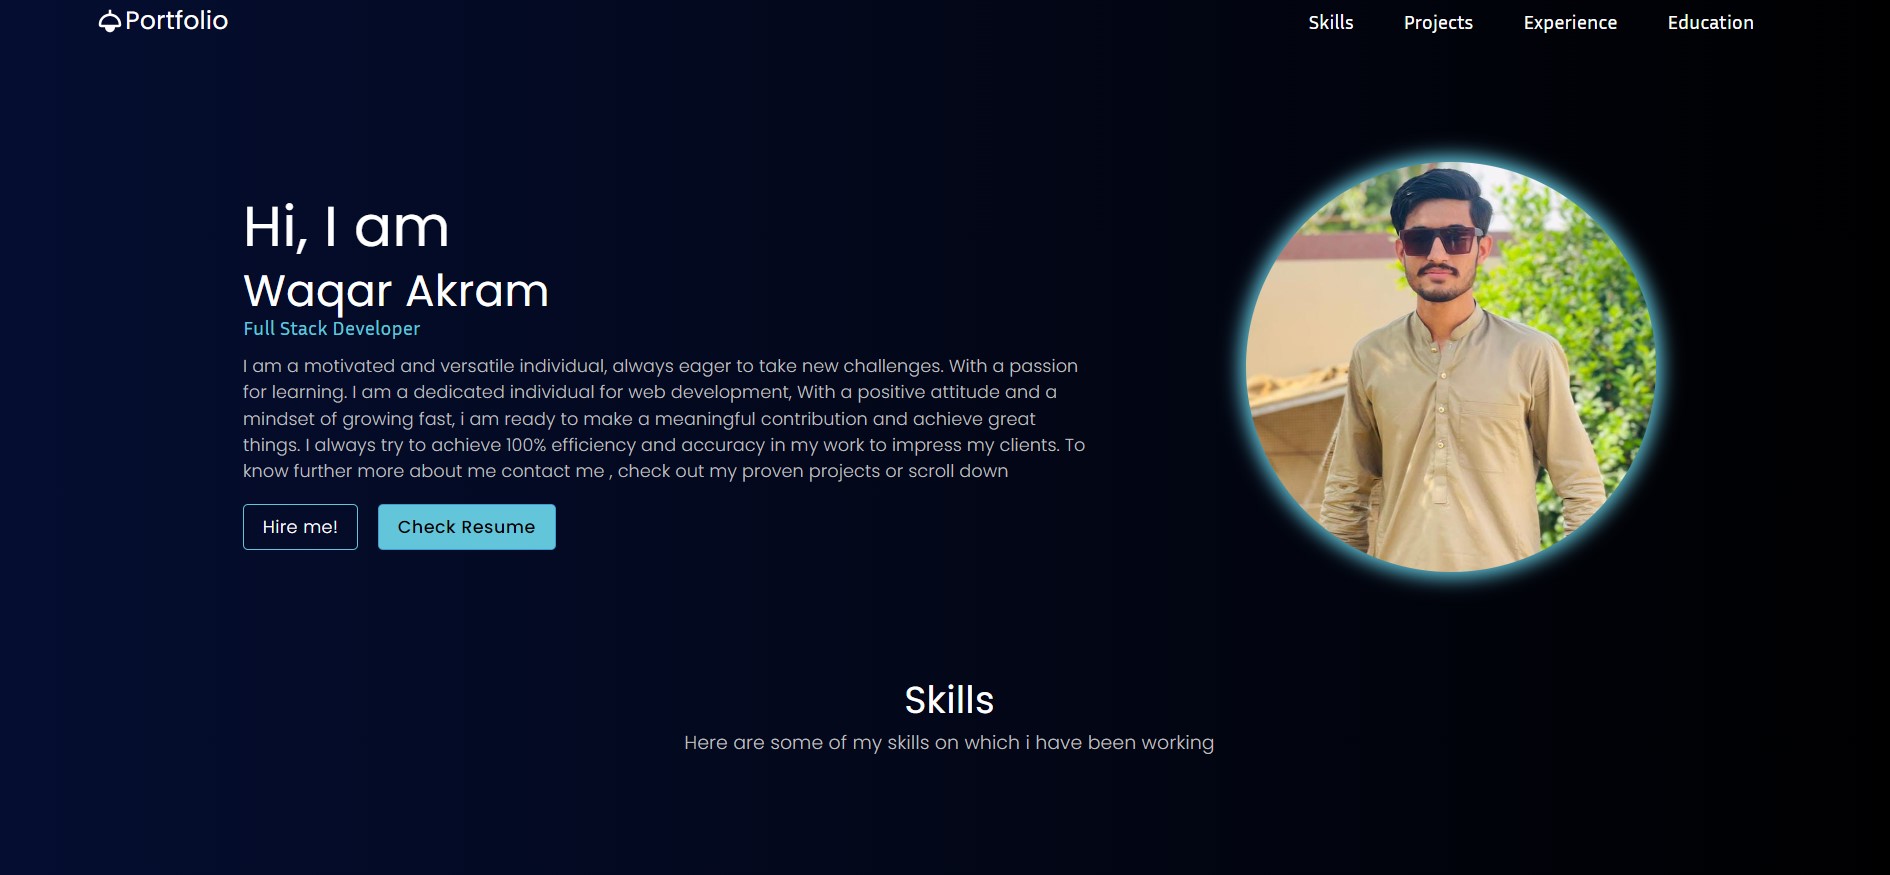 Portfolio
Skills
Projects
Experience
Education
Hi, I am
Waqar Akram
Full Stack Developer
I am a motivated and versatile individual, always eager to take new challenges. With a passion
for learning. I am a dedicated individual for web development, With a positive attitude and a
mindset of growing fast, i am ready to make a meaningful contribution and achieve great
things. I always try to achieve 100% efficiency and accuracy in my work to impress my clients. To
know further more about me contact me , check out my proven projects or scroll down
Hire me!
Check Resume
Skills
Here are some of my skills on which i have been working